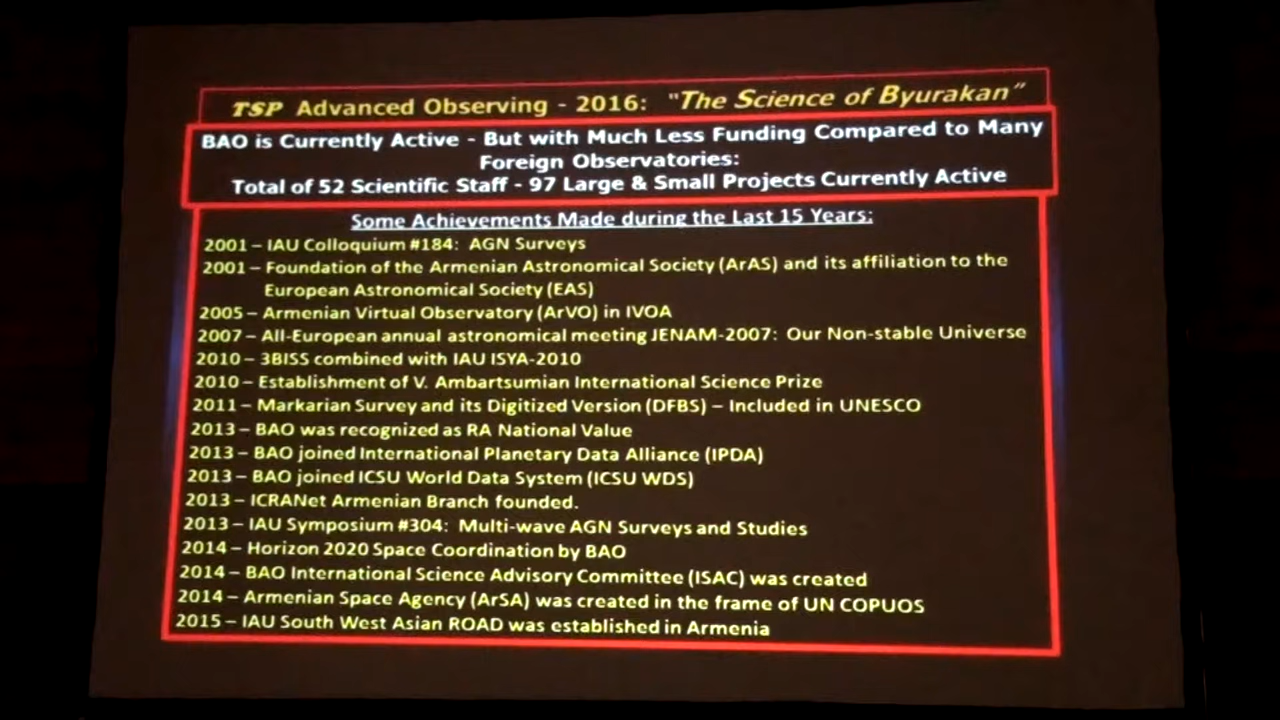 TSP Advanced Observing - 2016: "The Science of Byurakan"
BAO is Currently Active - But with Much Less Funding Compared to Many
Foreign Observatories:
Total of 52 Scientific Staff - 97 Large & Small Projects Currently Active
Some Achievements Made during the Last 15 Years:
2001 – IAU Colloquium #184: AGN Surveys
2001 – Foundation of the Armenian Astronomical Society (ArAS) and its affiliation to the
European Astronomical Society (EAS)
2005 – Armenian Virtual Observatory (ArVO) in IVOA
2007 – All-European annual astronomical meeting JENAM-2007: Our Non-stable Universe
2010 – 3BISS combined with IAU ISYA-2010
2010 – Establishment of V. Ambartsumian International Science Prize
2011 – Markarian Survey and its Digitized Version (DFBS) – Included in UNESCO
2013 – BAO was recognized as RA National Value
2013 – BAO joined International Planetary Data Alliance (IPDA)
2013 – BAO joined ICSU World Data System (ICSU WDS)
2013 – ICRANet Armenian Branch founded.
2013 – IAU Symposium #304: Multi-wave AGN Surveys and Studies
2014 – Horizon 2020 Space Coordination by BAO
2014 – BAO International Science Advisory Committee (ISAC) was created
2014 – Armenian Space Agency (ArSA) was created in the frame of UN COPUOS
2015 – IAU South West Asian ROAD was established in Armenia